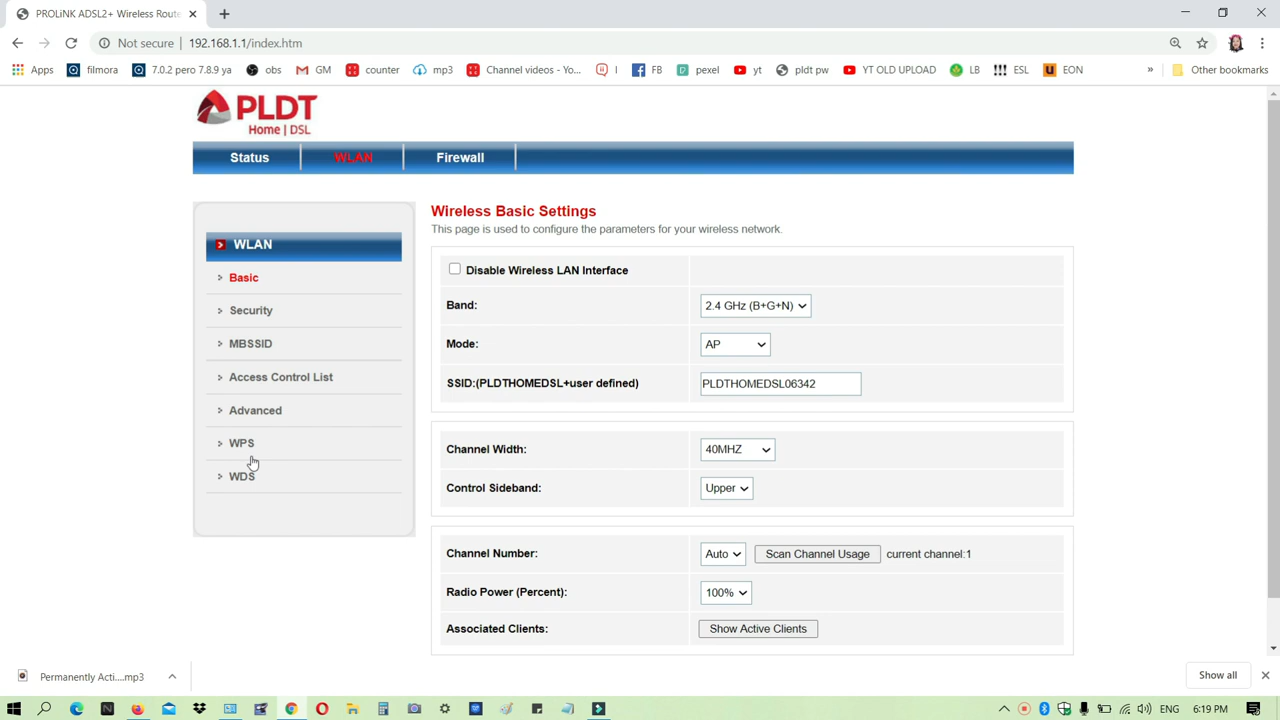 PROLiNK ADSL2+ Wireless Route
Not secure 192.168.1.1/index.htm
Apps filmora 7.0.2 pero 7.8.9 ya obs GM counter mp3 Channel videos - Yo... I FB pexel yt pldt pw YT OLD UPLOAD LB ESL EON » Other bookmarks
PLDT
Home | DSL
Status WLAN Firewall
WLAN
Basic
Security
MBSSID
Access Control List
Advanced
WPS
WDS
Wireless Basic Settings
This page is used to configure the parameters for your wireless network.
Disable Wireless LAN Interface
Band: 2.4 GHz (B+G+N)
Mode: AP
SSID:(PLDTHOMEDSL+user defined) PLDTHOMEDSL06342
Channel Width: 40MHZ
Control Sideband: Upper
Channel Number: Auto Scan Channel Usage current channel:1
Radio Power (Percent): 100%
Associated Clients: Show Active Clients
Permanently Acti....mp3 Show all
ENG 6:19 PM